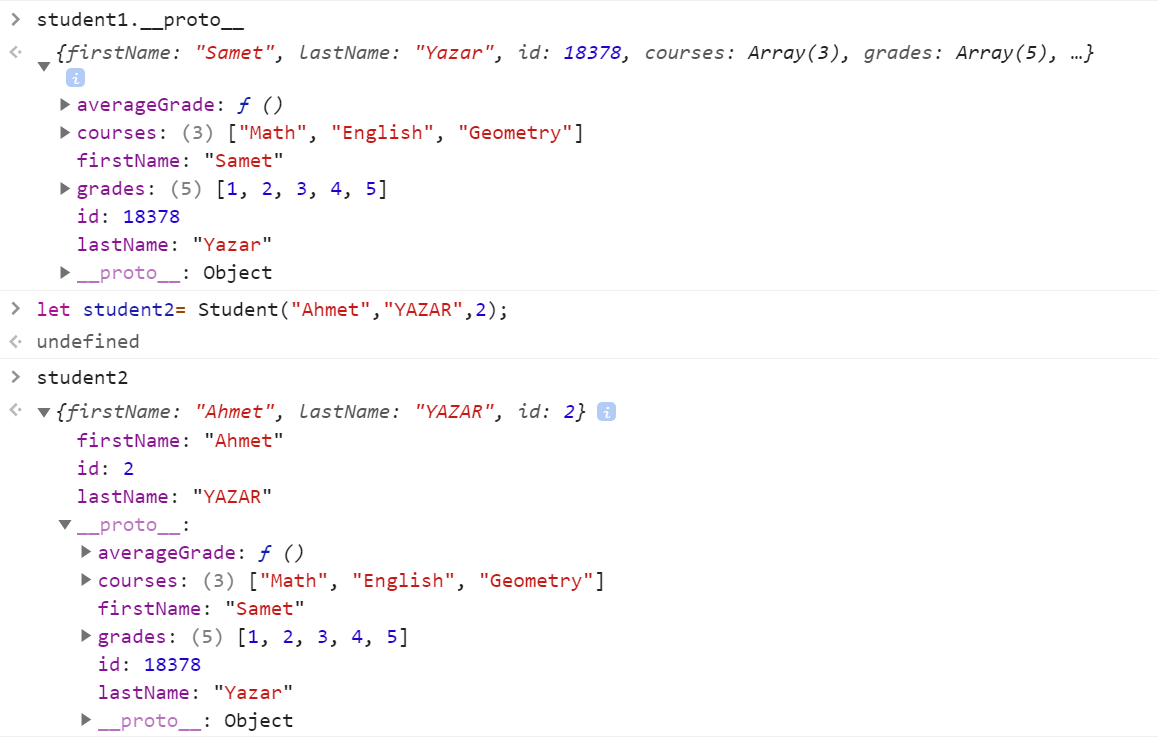 student1.__proto__
{firstName: "Samet", lastName: "Yazar", id: 18378, courses: Array(3), grades: Array(5), …}
i
averageGrade: ƒ ()
courses: (3) ["Math", "English", "Geometry"]
firstName: "Samet"
grades: (5) [1, 2, 3, 4, 5]
id: 18378
lastName: "Yazar"
__proto__: Object
let student2= Student("Ahmet","YAZAR",2);
undefined
student2
{firstName: "Ahmet", lastName: "YAZAR", id: 2} i
firstName: "Ahmet"
id: 2
lastName: "YAZAR"
__proto__:
averageGrade: ƒ ()
courses: (3) ["Math", "English", "Geometry"]
firstName: "Samet"
grades: (5) [1, 2, 3, 4, 5]
id: 18378
lastName: "Yazar"
__proto__: Object